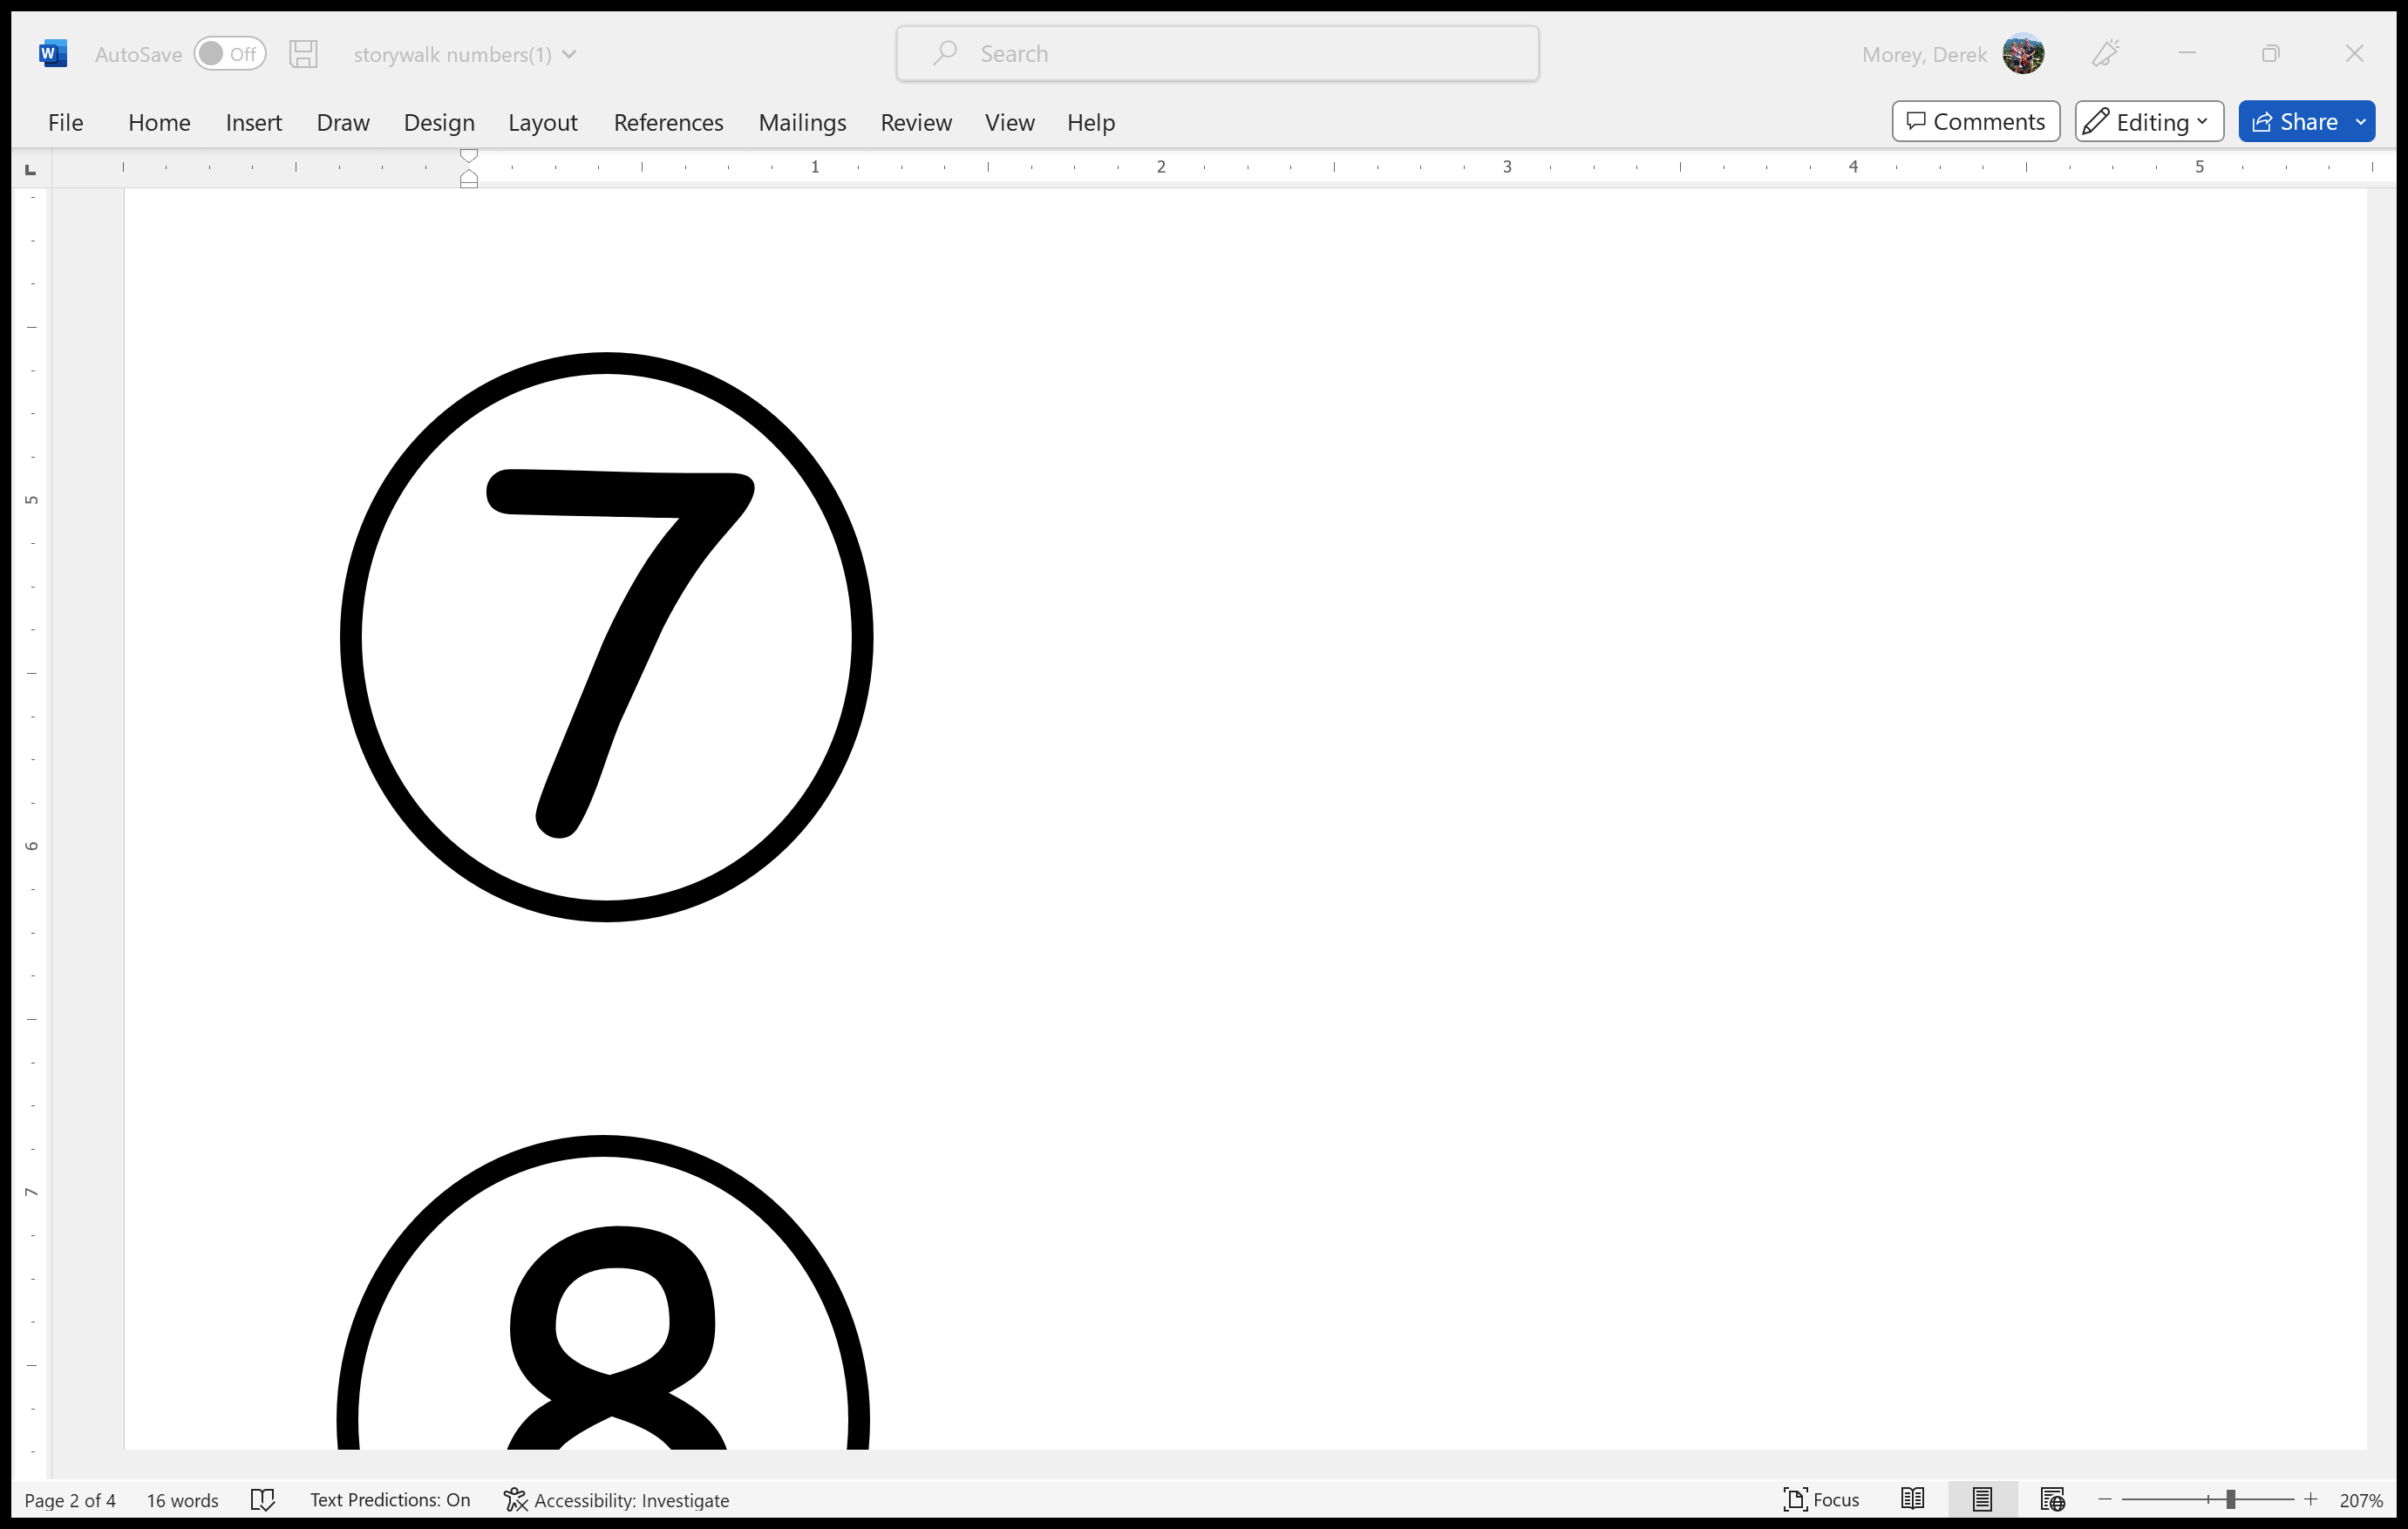 W AutoSave Off storywalk numbers(1) Search Morey, Derek
File Home Insert Draw Design Layout References Mailings Review View Help Comments Editing Share
1 2 3 4 5
7
5
6
8
7
Page 2 of 4 16 words Text Predictions: On Accessibility: Investigate Focus 207%